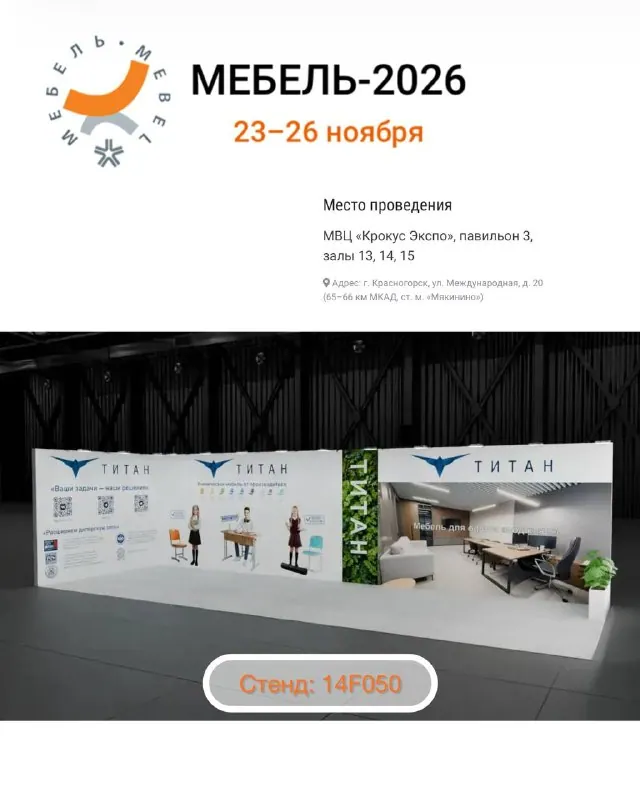 МЕБЕЛЬ • MEBEL
МЕБЕЛЬ-2026
23–26 ноября
Место проведения
МВЦ «Крокус Экспо», павильон 3,
залы 13, 14, 15
Адрес: г. Красногорск, ул. Международная, д. 20
(65–66 км МКАД, ст. м. «Мякинино»)
ТИТАН
«Ваши задачи — наши решения»
ТИТАН
ТИТАН
ТИТАН
Мебель для
Стенд: 14F050